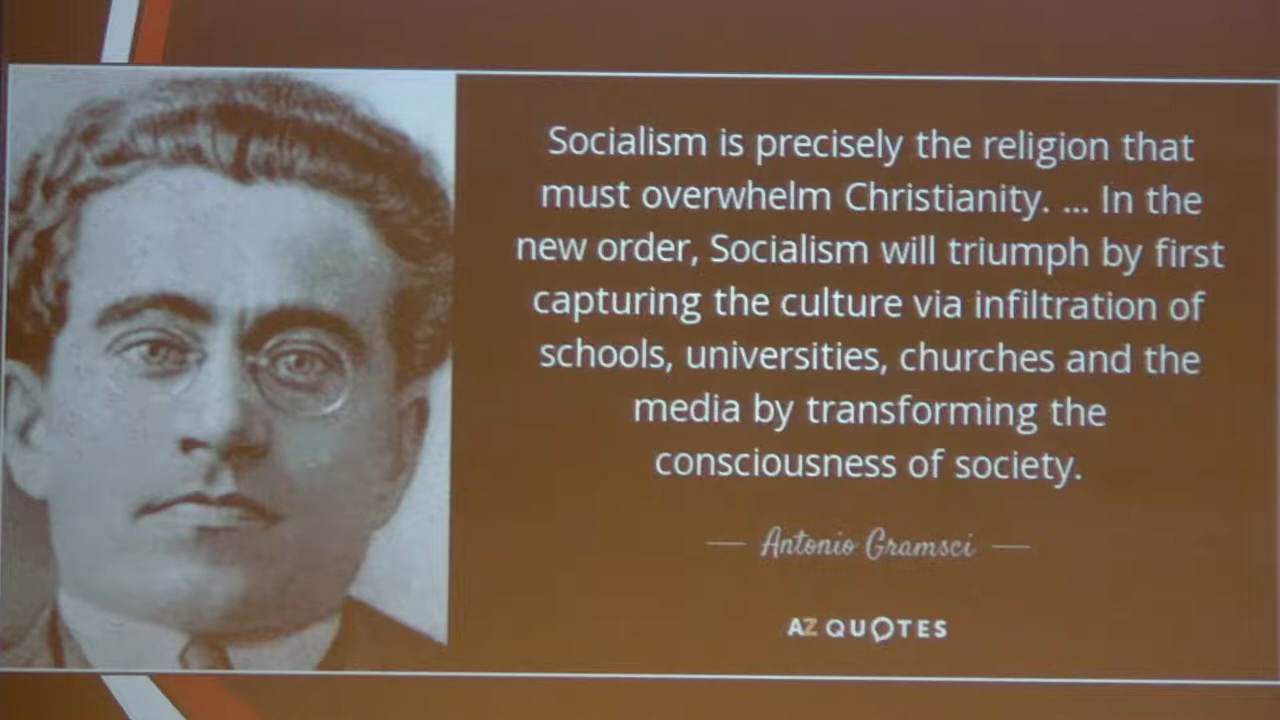 Socialism is precisely the religion that
must overwhelm Christianity. ... In the
new order, Socialism will triumph by first
capturing the culture via infiltration of
schools, universities, churches and the
media by transforming the
consciousness of society.
— Antonio Gramsci —
AZ QUOTES